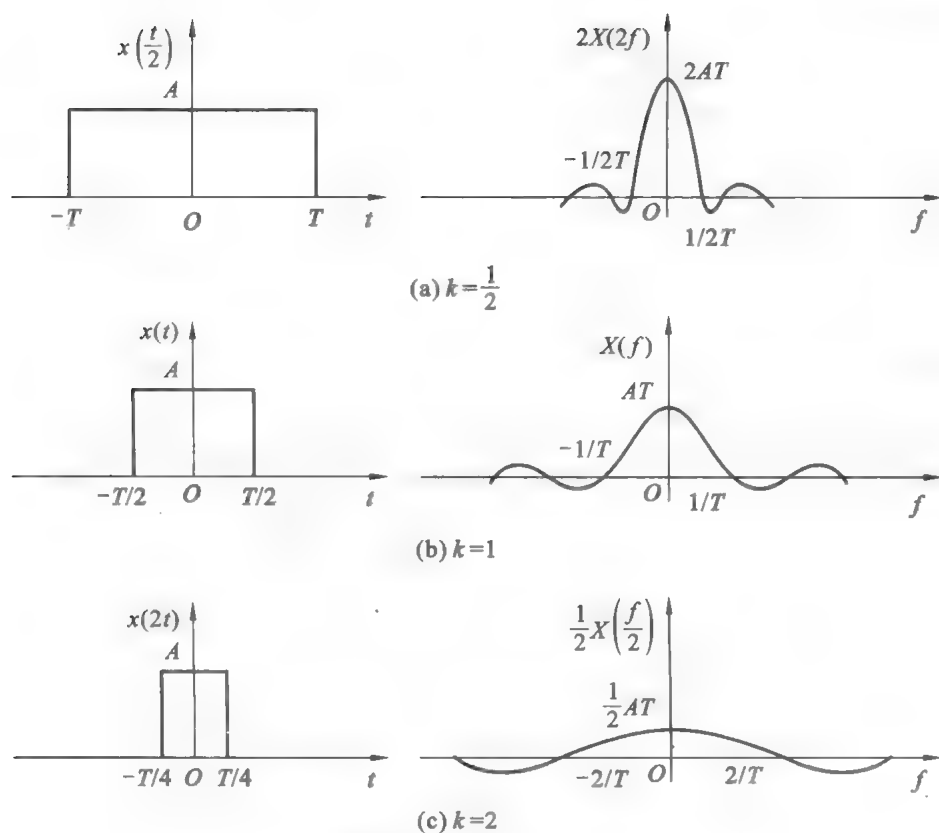 x(t/2)
A
-T
O
T
t
2X(2f)
2AT
-1/2T
O
1/2T
f
(a) k=1/2
x(t)
A
-T/2
O
T/2
t
X(f)
AT
-1/T
O
1/T
f
(b) k=1
x(2t)
A
-T/4
O
T/4
t
1/2X(f/2)
1/2AT
-2/T
O
2/T
f
(c) k=2